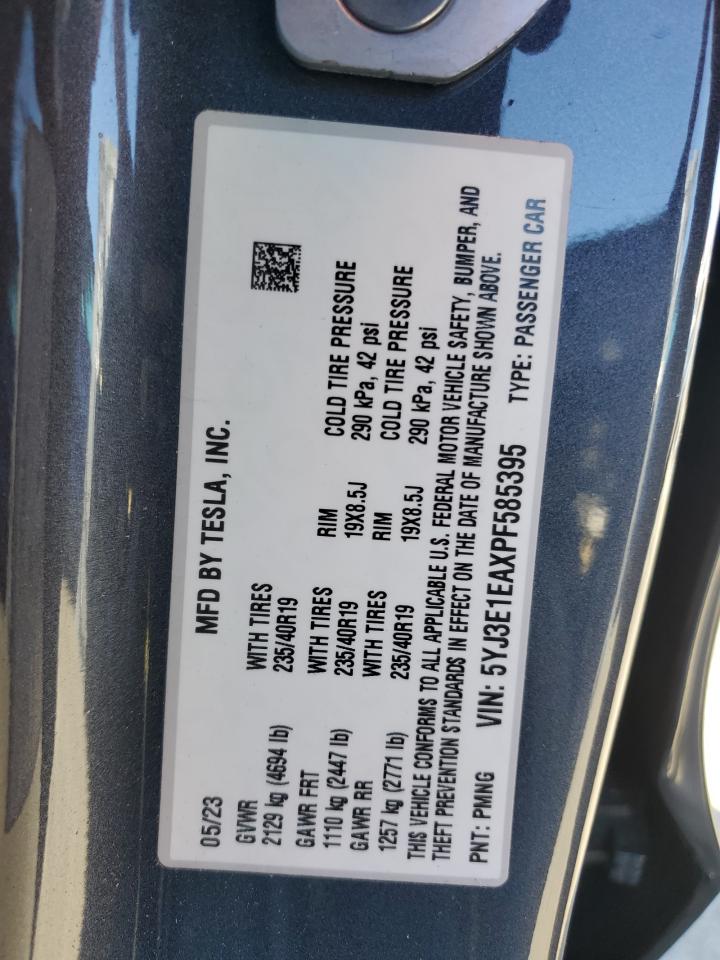 05/23 MFD BY TESLA, INC.
GVWR WITH TIRES
2129 kg (4694 lb) 235/40R19
GAWR FRT WITH TIRES RIM COLD TIRE PRESSURE
1110 kg (2447 lb) 235/40R19 19X8.5J 290 kPa, 42 psi
GAWR RR WITH TIRES RIM COLD TIRE PRESSURE
1257 kg (2771 lb) 235/40R19 19X8.5J 290 kPa, 42 psi
THIS VEHICLE CONFORMS TO ALL APPLICABLE U.S. FEDERAL MOTOR VEHICLE SAFETY, BUMPER, AND
THEFT PREVENTION STANDARDS IN EFFECT ON THE DATE OF MANUFACTURE SHOWN ABOVE.
PNT: PMNG VIN: 5YJ3E1EAXPF585395 TYPE: PASSENGER CAR